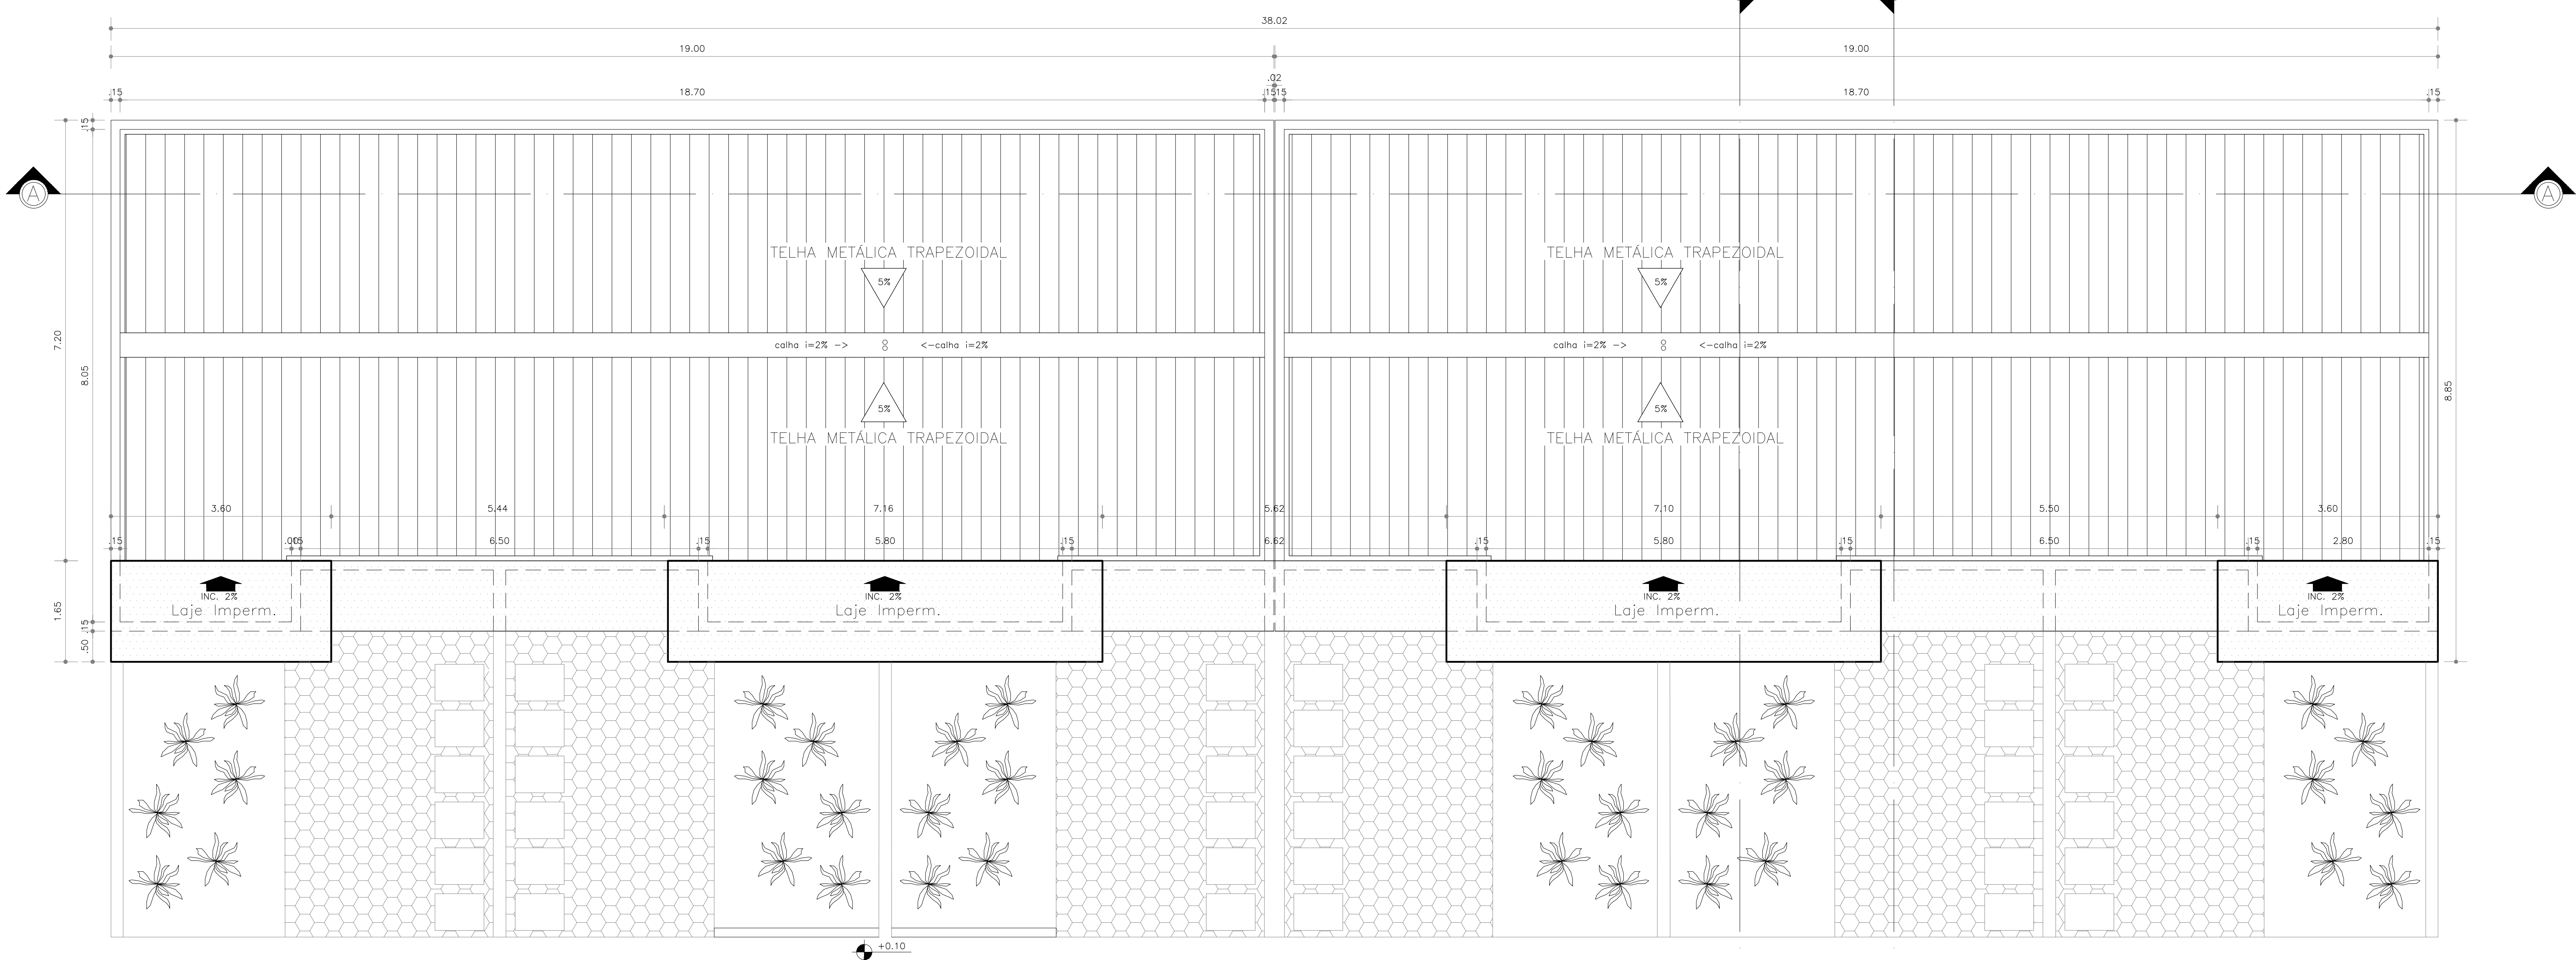 38.02
19.00 19.00
.02
.15 18.70 .15 .15 18.70 .15
.15
A A
TELHA METÁLICA TRAPEZOIDAL TELHA METÁLICA TRAPEZOIDAL
5% 5%
7.20
calha i=2% -> <-calha i=2% calha i=2% -> <-calha i=2%
8.05
8.85
5% 5%
TELHA METÁLICA TRAPEZOIDAL TELHA METÁLICA TRAPEZOIDAL
3.60 5.44 7.16 5.62 7.10 5.50 3.60
.15 .00 .15 6.50 .15 5.80 .15 6.62 .15 5.80 .15 6.50 .15 2.80 .15
INC. 2% INC. 2% INC. 2% INC. 2%
1.65
Laje Imperm. Laje Imperm. Laje Imperm. Laje Imperm.
.15
.50
+0.10